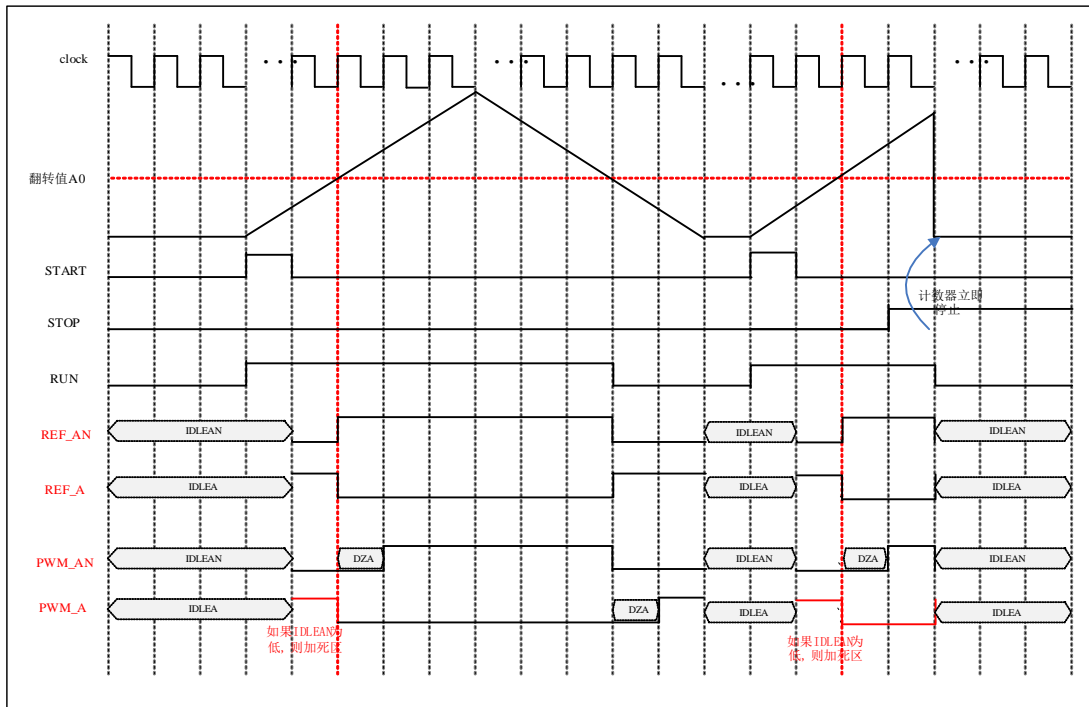 clock
翻转值A0
START
计数器立即
停止
STOP
RUN
REF_AN
IDLEAN
IDLEAN
IDLEAN
REF_A
IDLEA
IDLEA
IDLEA
PWM_AN
IDLEAN
DZA
IDLEAN
DZA
IDLEAN
PWM_A
IDLEA
DZA
IDLEA
IDLEA
如果IDLEAN为
低,则加死区
如果IDLEAN为
低,则加死区